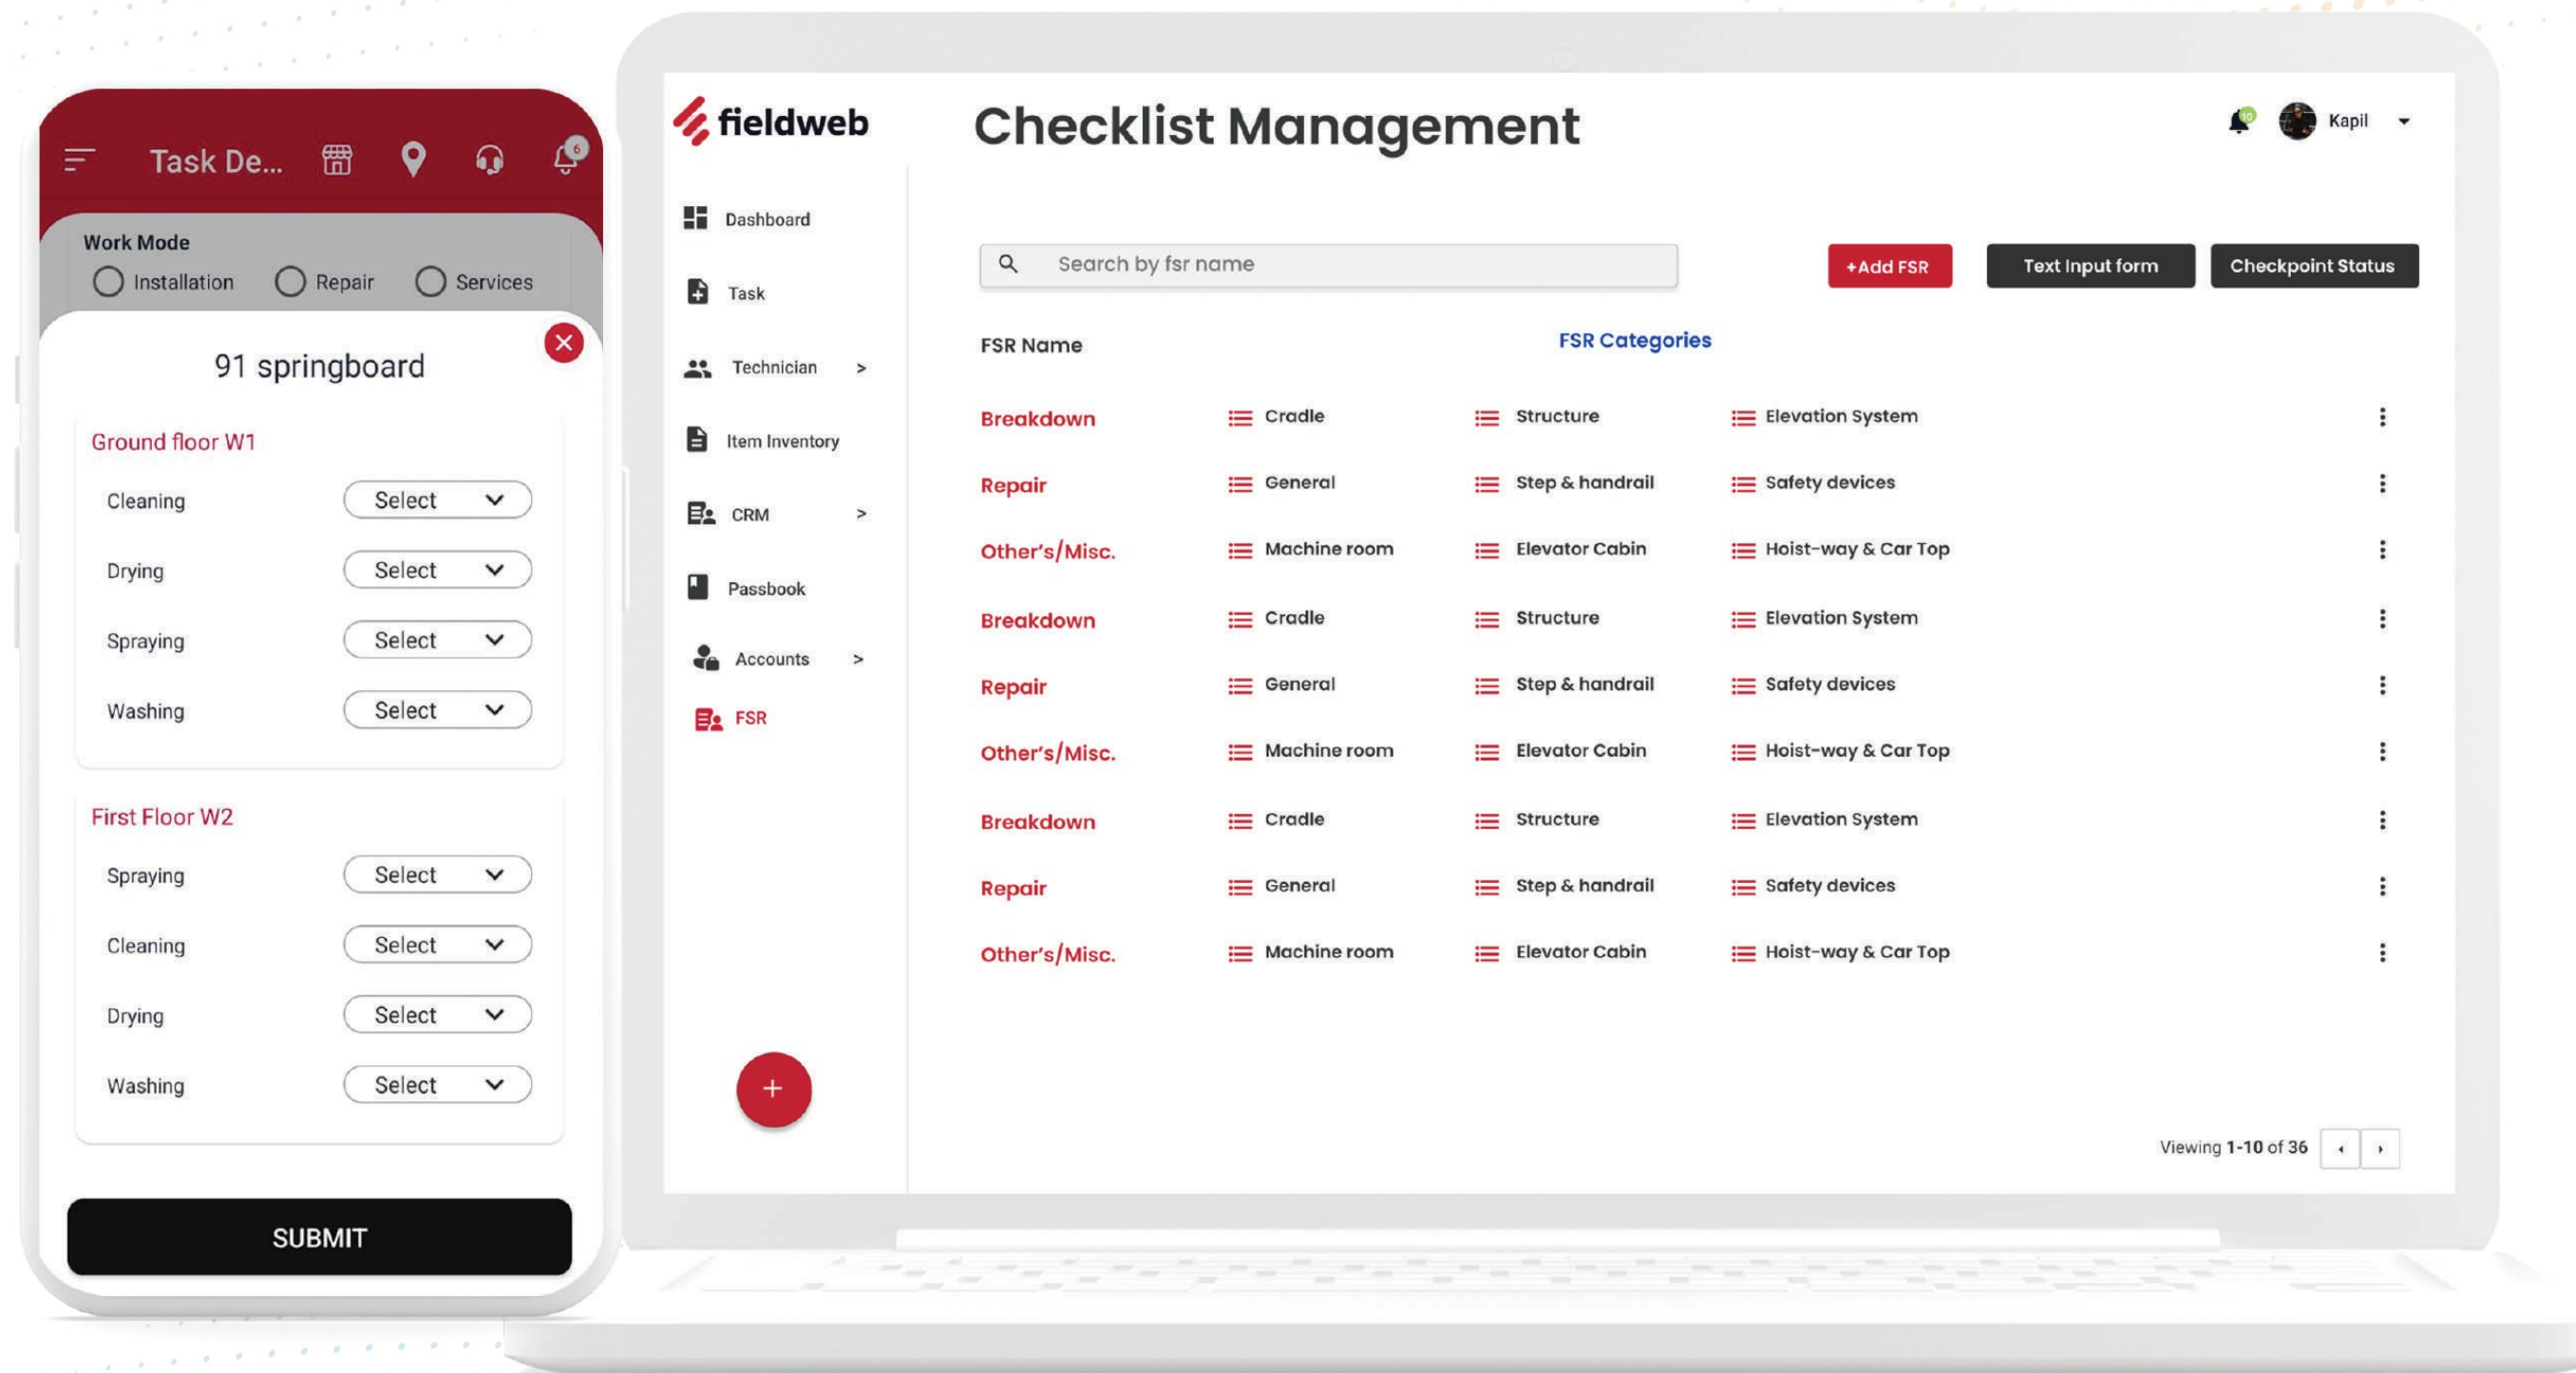 Task De...
6
Work Mode
Installation Repair Services
91 springboard
Ground floor W1
Cleaning Select
Drying Select
Spraying Select
Washing Select
First Floor W2
Spraying Select
Cleaning Select
Drying Select
Washing Select
SUBMIT
fieldweb
Checklist Management
10
Kapil
Dashboard
Task
Technician >
Item Inventory
CRM >
Passbook
Accounts >
FSR
+
Search by fsr name
+Add FSR
Text Input form
Checkpoint Status
FSR Name FSR Categories
Breakdown Cradle Structure Elevation System
Repair General Step & handrail Safety devices
Other's/Misc. Machine room Elevator Cabin Hoist-way & Car Top
Breakdown Cradle Structure Elevation System
Repair General Step & handrail Safety devices
Other's/Misc. Machine room Elevator Cabin Hoist-way & Car Top
Breakdown Cradle Structure Elevation System
Repair General Step & handrail Safety devices
Other's/Misc. Machine room Elevator Cabin Hoist-way & Car Top
Viewing 1-10 of 36